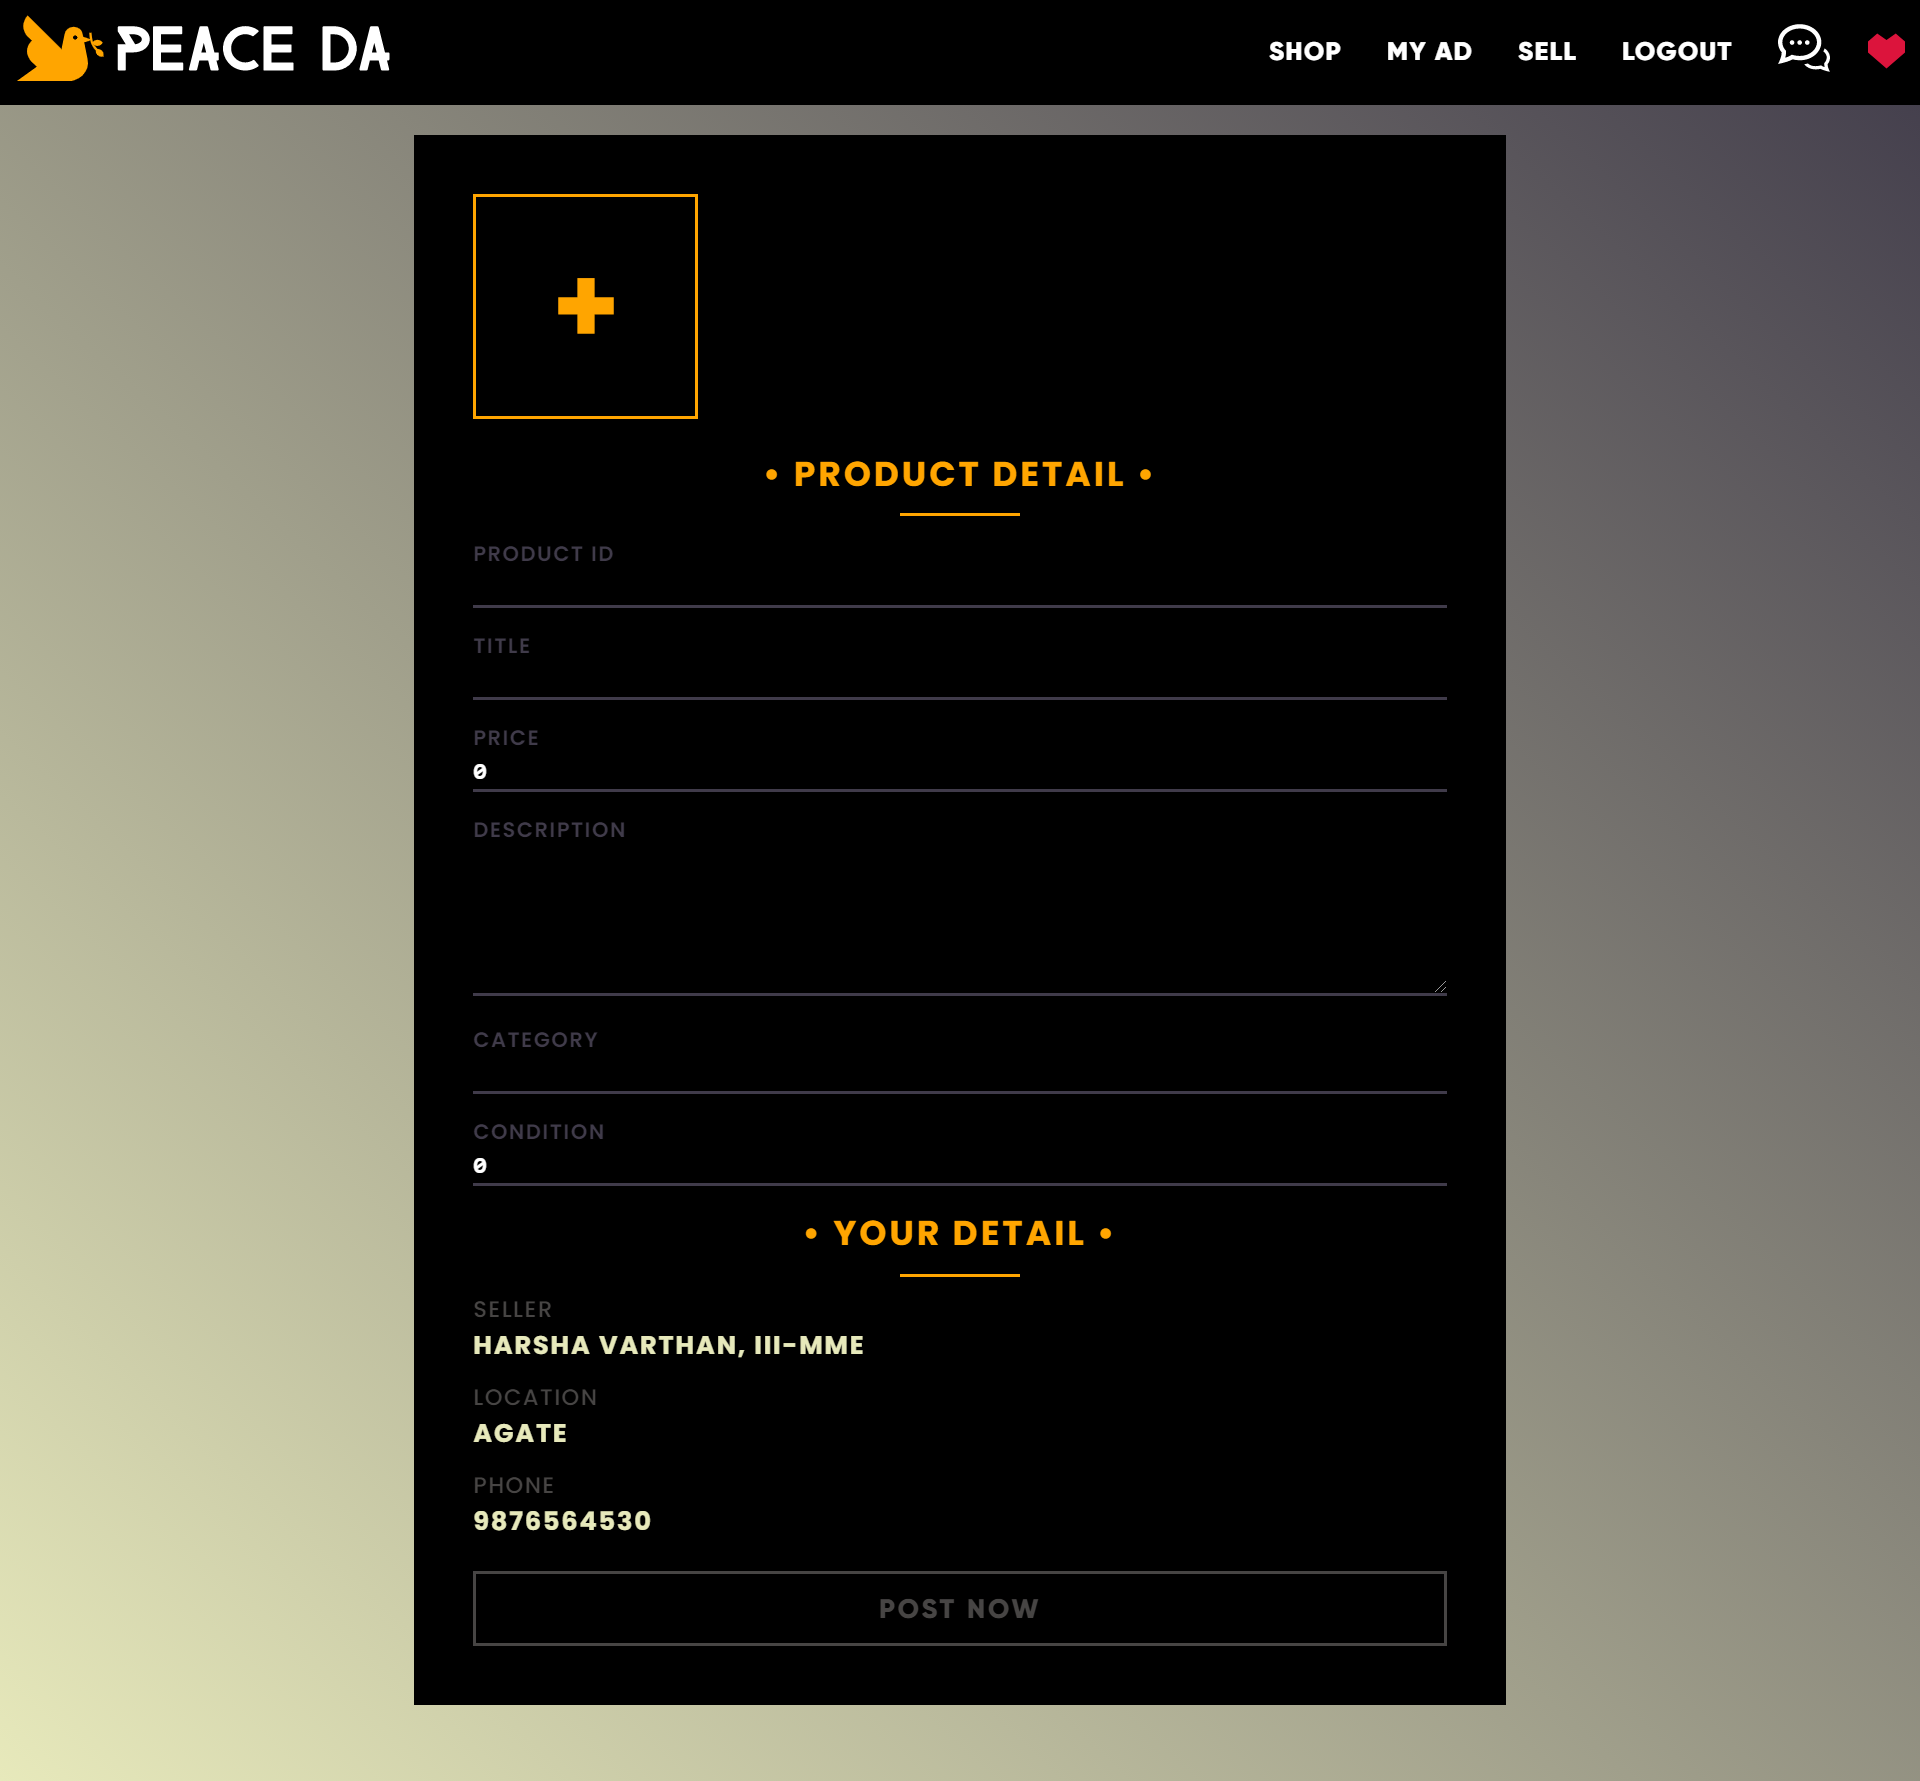 PEACE DA
SHOP MY AD SELL LOGOUT
• PRODUCT DETAIL •
PRODUCT ID
TITLE
PRICE
0
DESCRIPTION
CATEGORY
CONDITION
0
• YOUR DETAIL •
SELLER
HARSHA VARTHAN, III-MME
LOCATION
AGATE
PHONE
9876564530
POST NOW